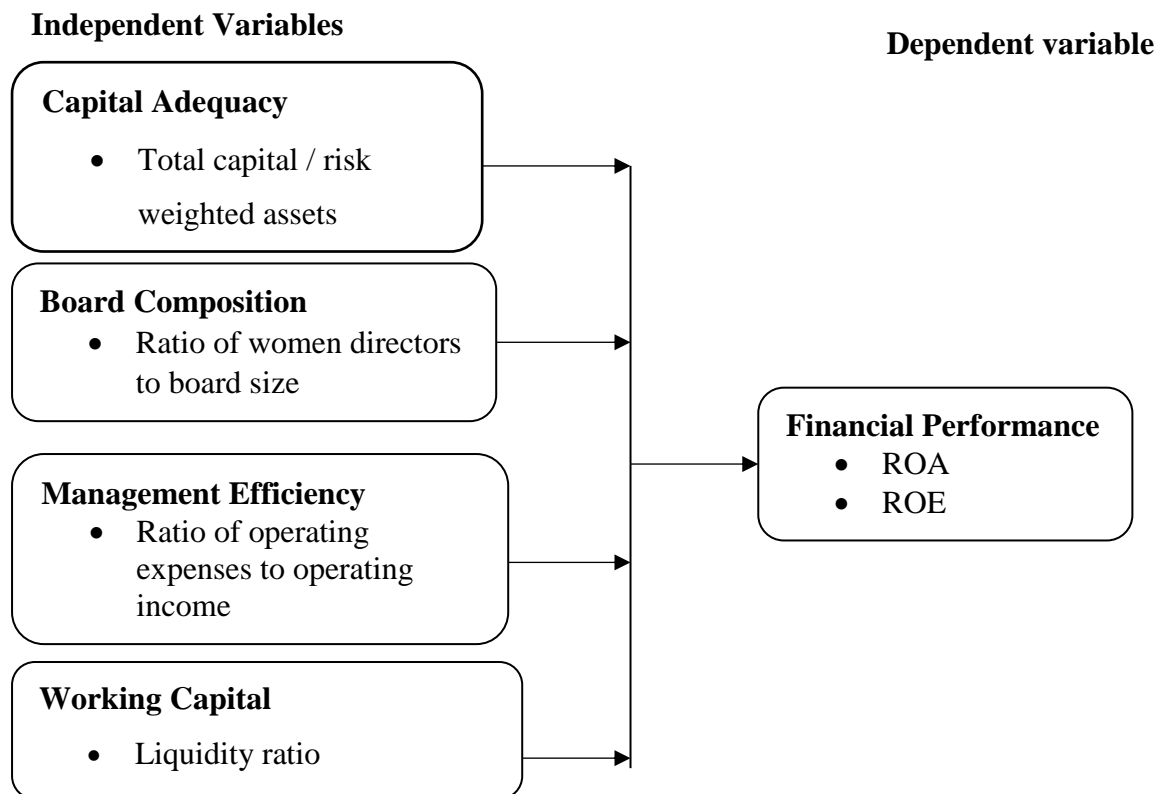 Independent Variables
Dependent variable
Capital Adequacy
• Total capital / risk
weighted assets
Board Composition
• Ratio of women directors
to board size
Management Efficiency
• Ratio of operating
expenses to operating
income
Working Capital
• Liquidity ratio
Financial Performance
• ROA
• ROE